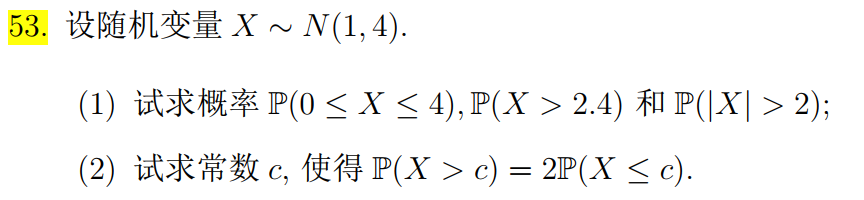 53. 设随机变量 X ∼ N(1, 4).
(1) 试求概率 ℙ(0 ≤ X ≤ 4), ℙ(X > 2.4) 和 ℙ(|X| > 2);
(2) 试求常数 c, 使得 ℙ(X > c) = 2ℙ(X ≤ c).